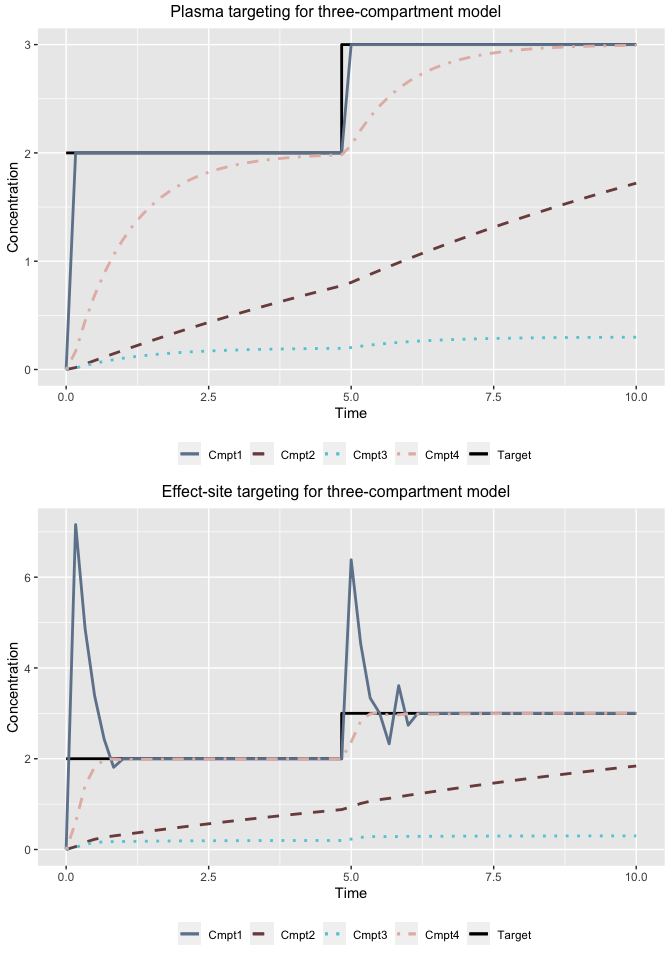 Plasma targeting for three-compartment model
3
2
1
0
Concentration
0.0 2.5 5.0 7.5 10.0
Time
Cmpt1 Cmpt2 Cmpt3 Cmpt4 Target
Effect-site targeting for three-compartment model
6
4
2
0
Concentration
0.0 2.5 5.0 7.5 10.0
Time
Cmpt1 Cmpt2 Cmpt3 Cmpt4 Target